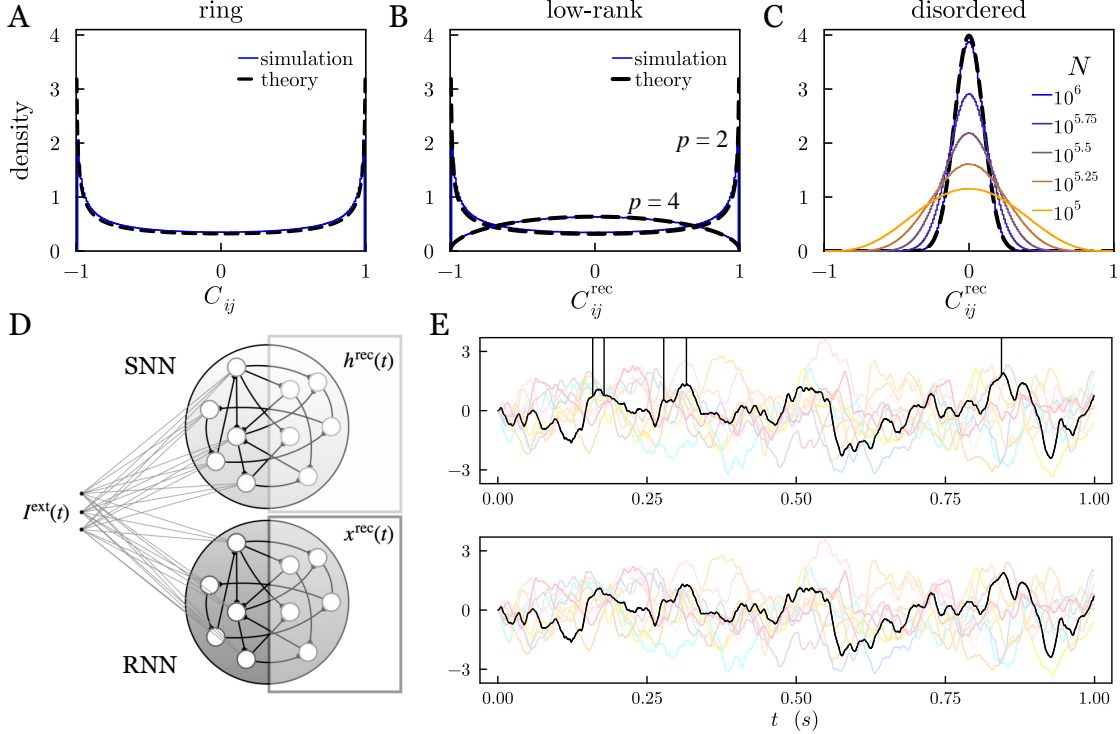 A
ring
density
4
3
2
1
0
simulation
theory
−1
0
1
C_ij
B
low-rank
4
3
2
1
0
simulation
theory
p = 2
p = 4
−1
0
1
C_ij^rec
C
disordered
4
3
2
1
0
N
10^6
10^5.75
10^5.5
10^5.25
10^5
−1
0
1
C_ij^rec
D
SNN
h^rec(t)
I^ext(t)
x^rec(t)
RNN
E
3
0
−3
0.00
0.25
0.50
0.75
1.00
3
0
−3
0.00
0.25
0.50
0.75
1.00
t (s)